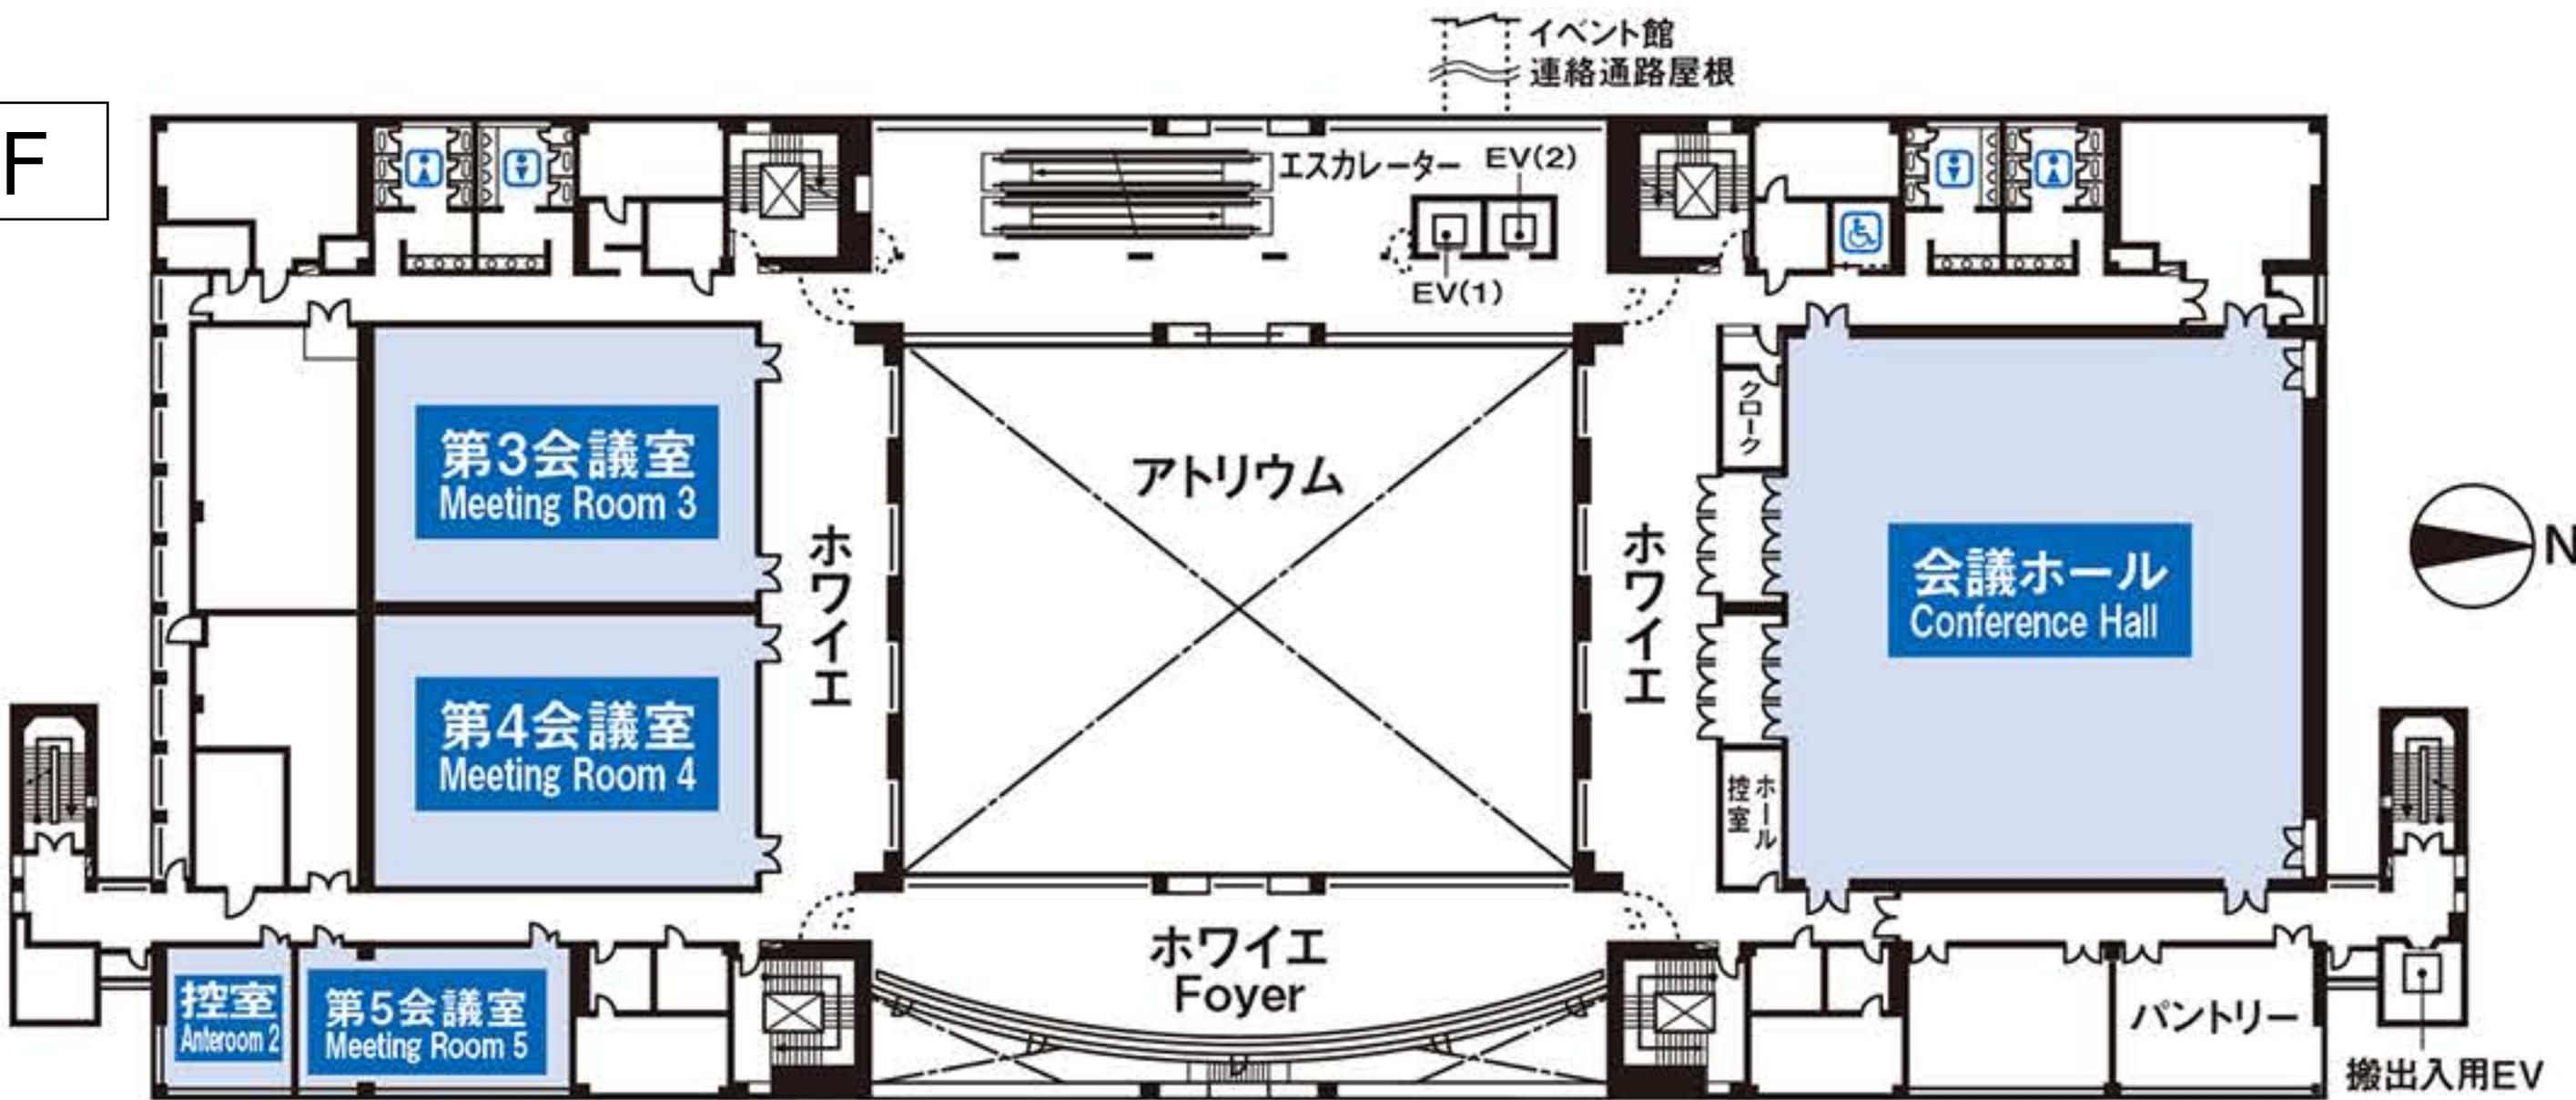 イベント館
連絡通路屋根
F
エスカレーター
EV(2)
EV(1)
第3会議室
Meeting Room 3
アトリウム
クローク
ホワイエ
ホワイエ
会議ホール
Conference Hall
N
第4会議室
Meeting Room 4
ホール
控室
ホワイエ
Foyer
控室
Anteroom 2
第5会議室
Meeting Room 5
パントリー
搬出入用EV